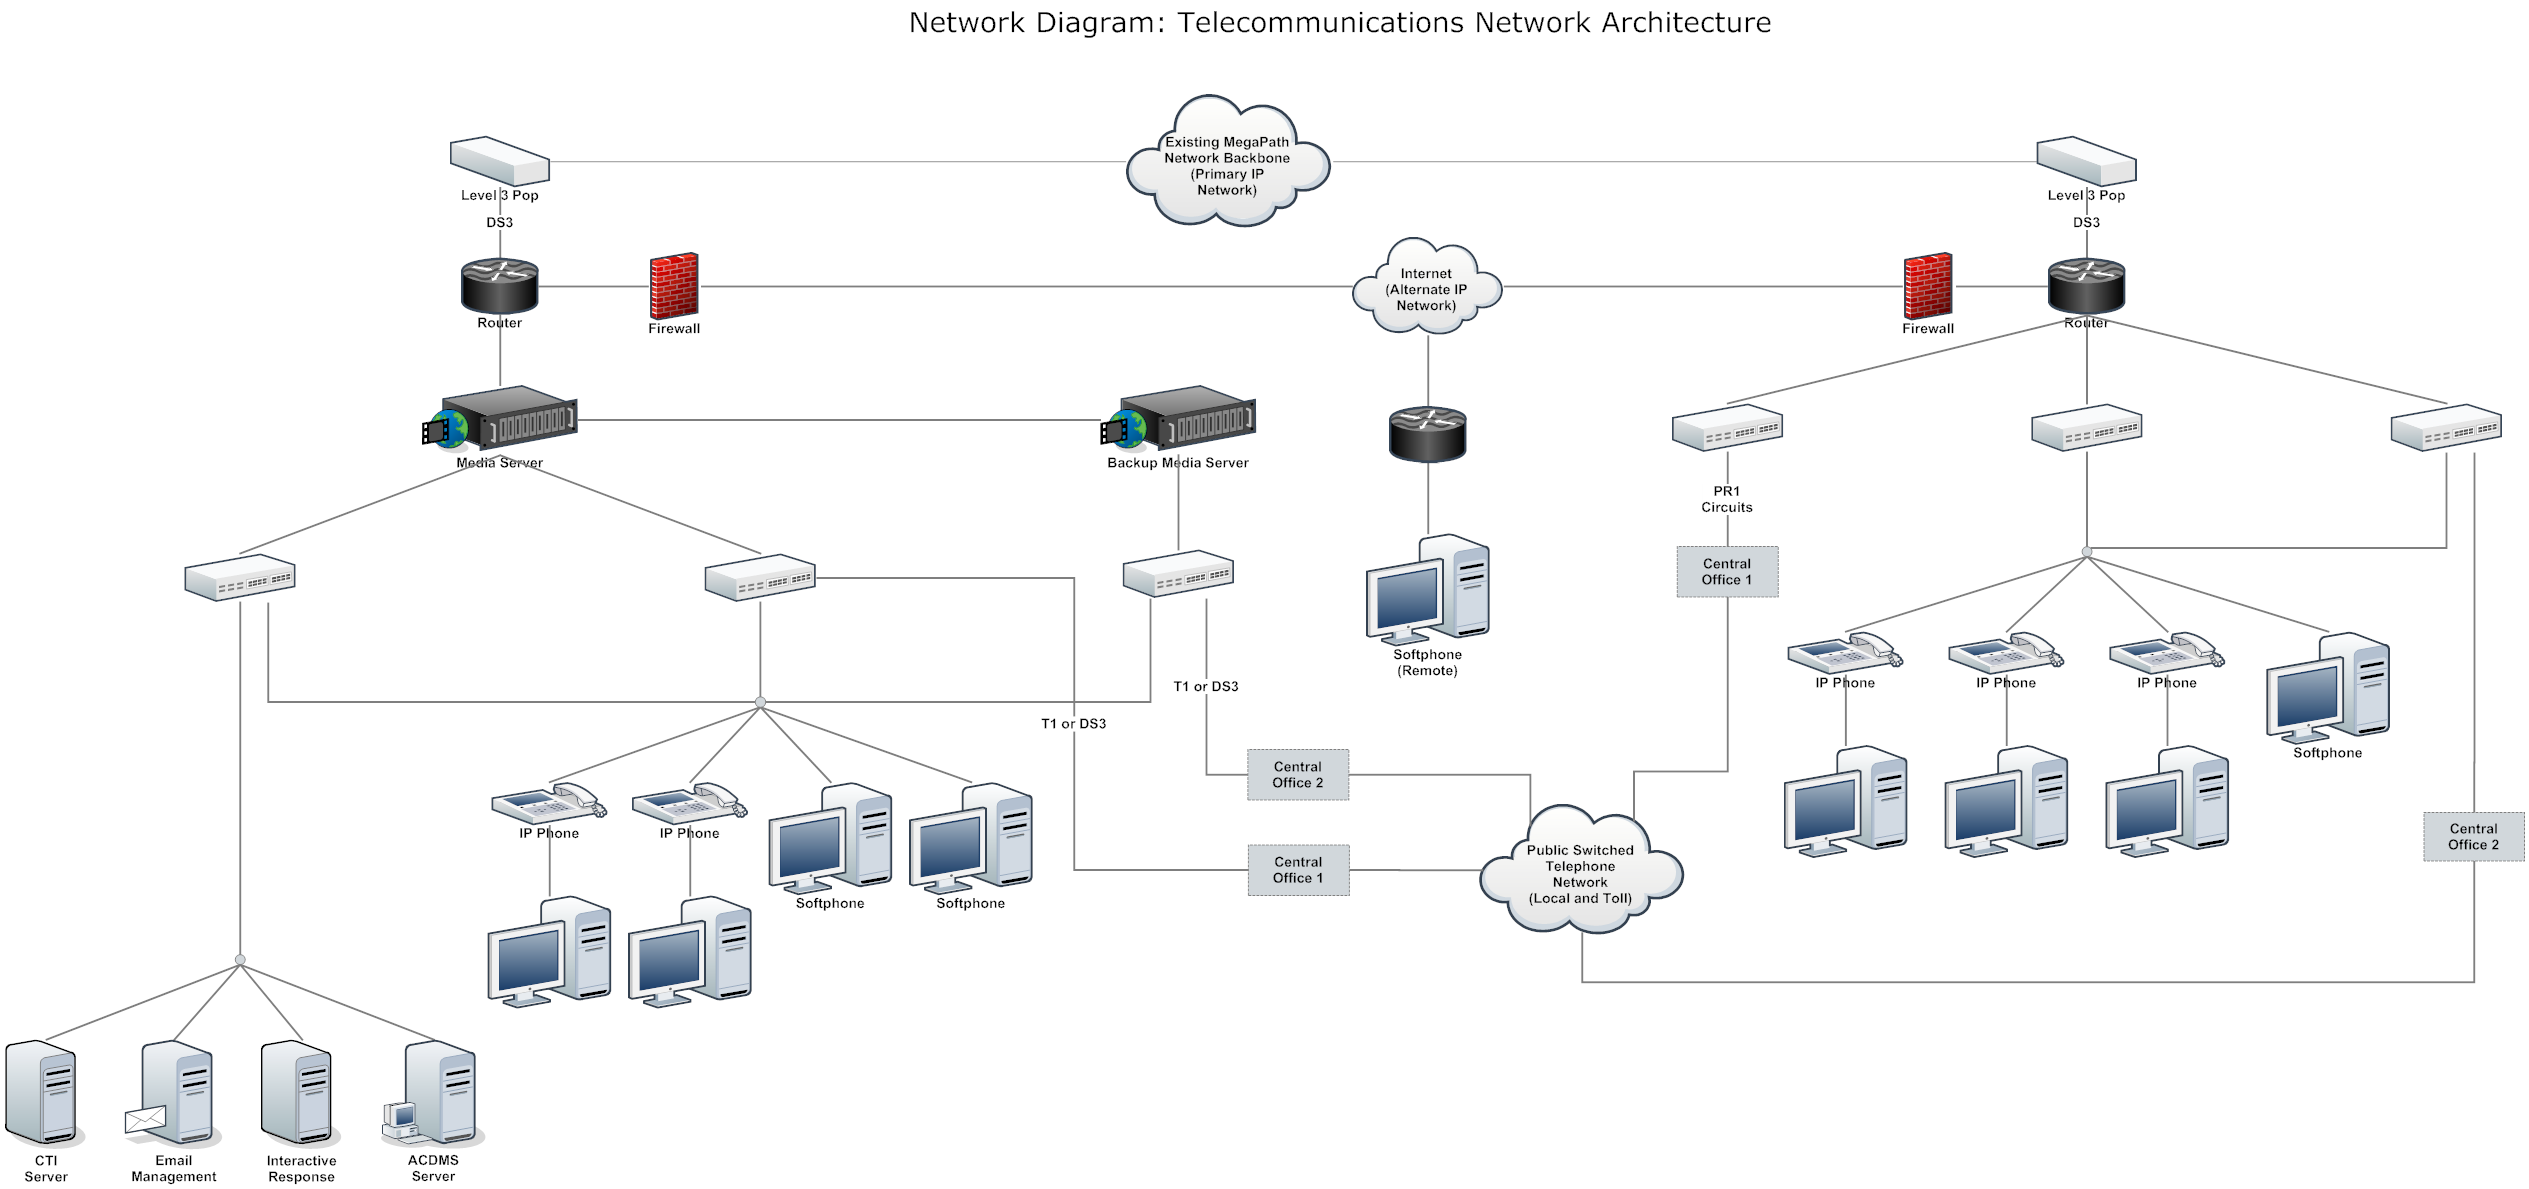 Network Diagram: Telecommunications Network Architecture
Existing MegaPath
Network Backbone
(Primary IP
Network)
Level 3 Pop
Level 3 Pop
DS3
DS3
Internet
(Alternate IP
Network)
Router
Firewall
Firewall
Router
Media Server
Backup Media Server
PR1
Circuits
Central
Office 1
Softphone
(Remote)
T1 or DS3
T1 or DS3
IP Phone
IP Phone
IP Phone
Softphone
Central
Office 2
Central
Office 1
Public Switched
Telephone
Network
(Local and Toll)
Central
Office 2
IP Phone
IP Phone
Softphone
Softphone
CTI
Server
Email
Management
Interactive
Response
ACDMS
Server